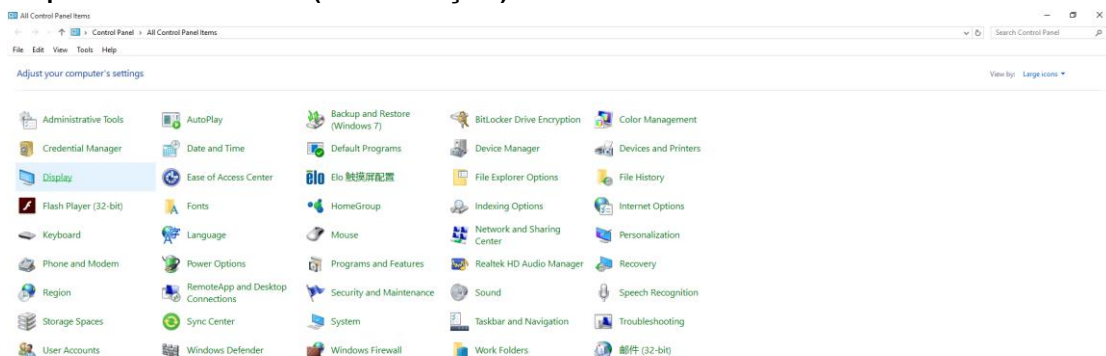 All Control Panel Items
Control Panel > All Control Panel Items
Search Control Panel
File Edit View Tools Help
Adjust your computer's settings
View by: Large icons
Administrative Tools
AutoPlay
Backup and Restore
(Windows 7)
BitLocker Drive Encryption
Color Management
Credential Manager
Date and Time
Default Programs
Device Manager
Devices and Printers
Display
Ease of Access Center
elo
Elo 触摸屏配置
File Explorer Options
File History
Flash Player (32-bit)
Fonts
HomeGroup
Indexing Options
Internet Options
Keyboard
Language
Mouse
Network and Sharing
Center
Personalization
Phone and Modem
Power Options
Programs and Features
Realtek HD Audio Manager
Recovery
Region
RemoteApp and Desktop
Connections
Security and Maintenance
Sound
Speech Recognition
Storage Spaces
Sync Center
System
Taskbar and Navigation
Troubleshooting
User Accounts
Windows Defender
Windows Firewall
Work Folders
邮件 (32-bit)